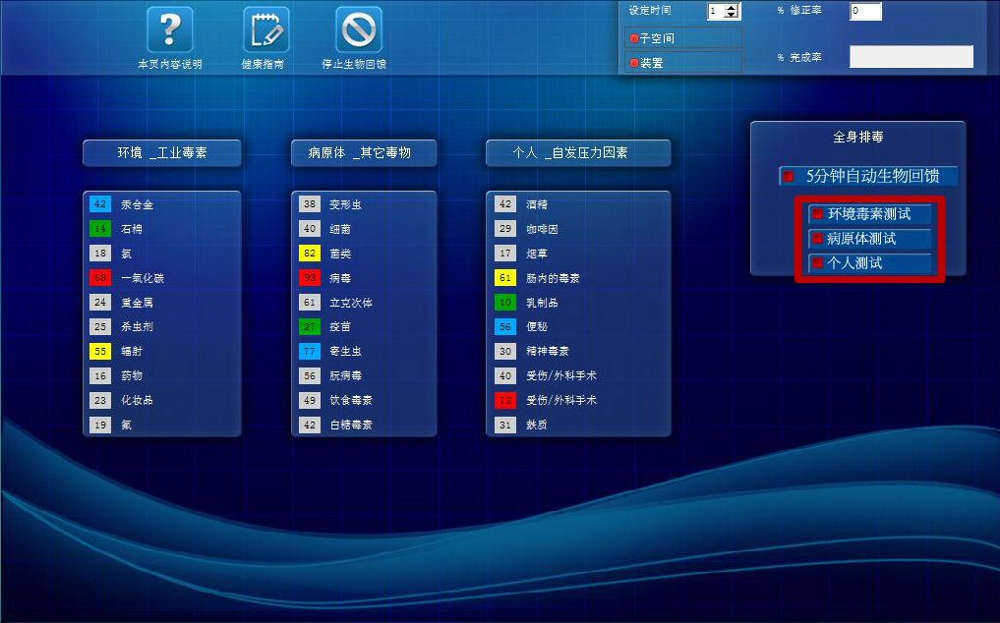 设定时间 1 % 修正率 0
子空间
装置 % 完成率
本页内容说明 健康指南 停止生物回馈
环境 _工业毒素
42 汞合金
14 石棉
18 氨
68 一氧化碳
24 重金属
25 杀虫剂
55 辐射
16 药物
23 化妆品
19 氟
病原体 _其它毒物
38 变形虫
40 细菌
82 菌类
93 病毒
61 立克次体
27 疫苗
77 寄生虫
56 朊病毒
49 饮食毒素
42 白糖毒素
个人 _自发压力因素
42 酒精
29 咖啡因
17 烟草
61 肠内的毒素
10 乳制品
56 便秘
30 精神毒素
40 受伤/外科手术
72 受伤/外科手术
31 麸质
全身排毒
5分钟自动生物回馈
环境毒素测试
病原体测试
个人测试